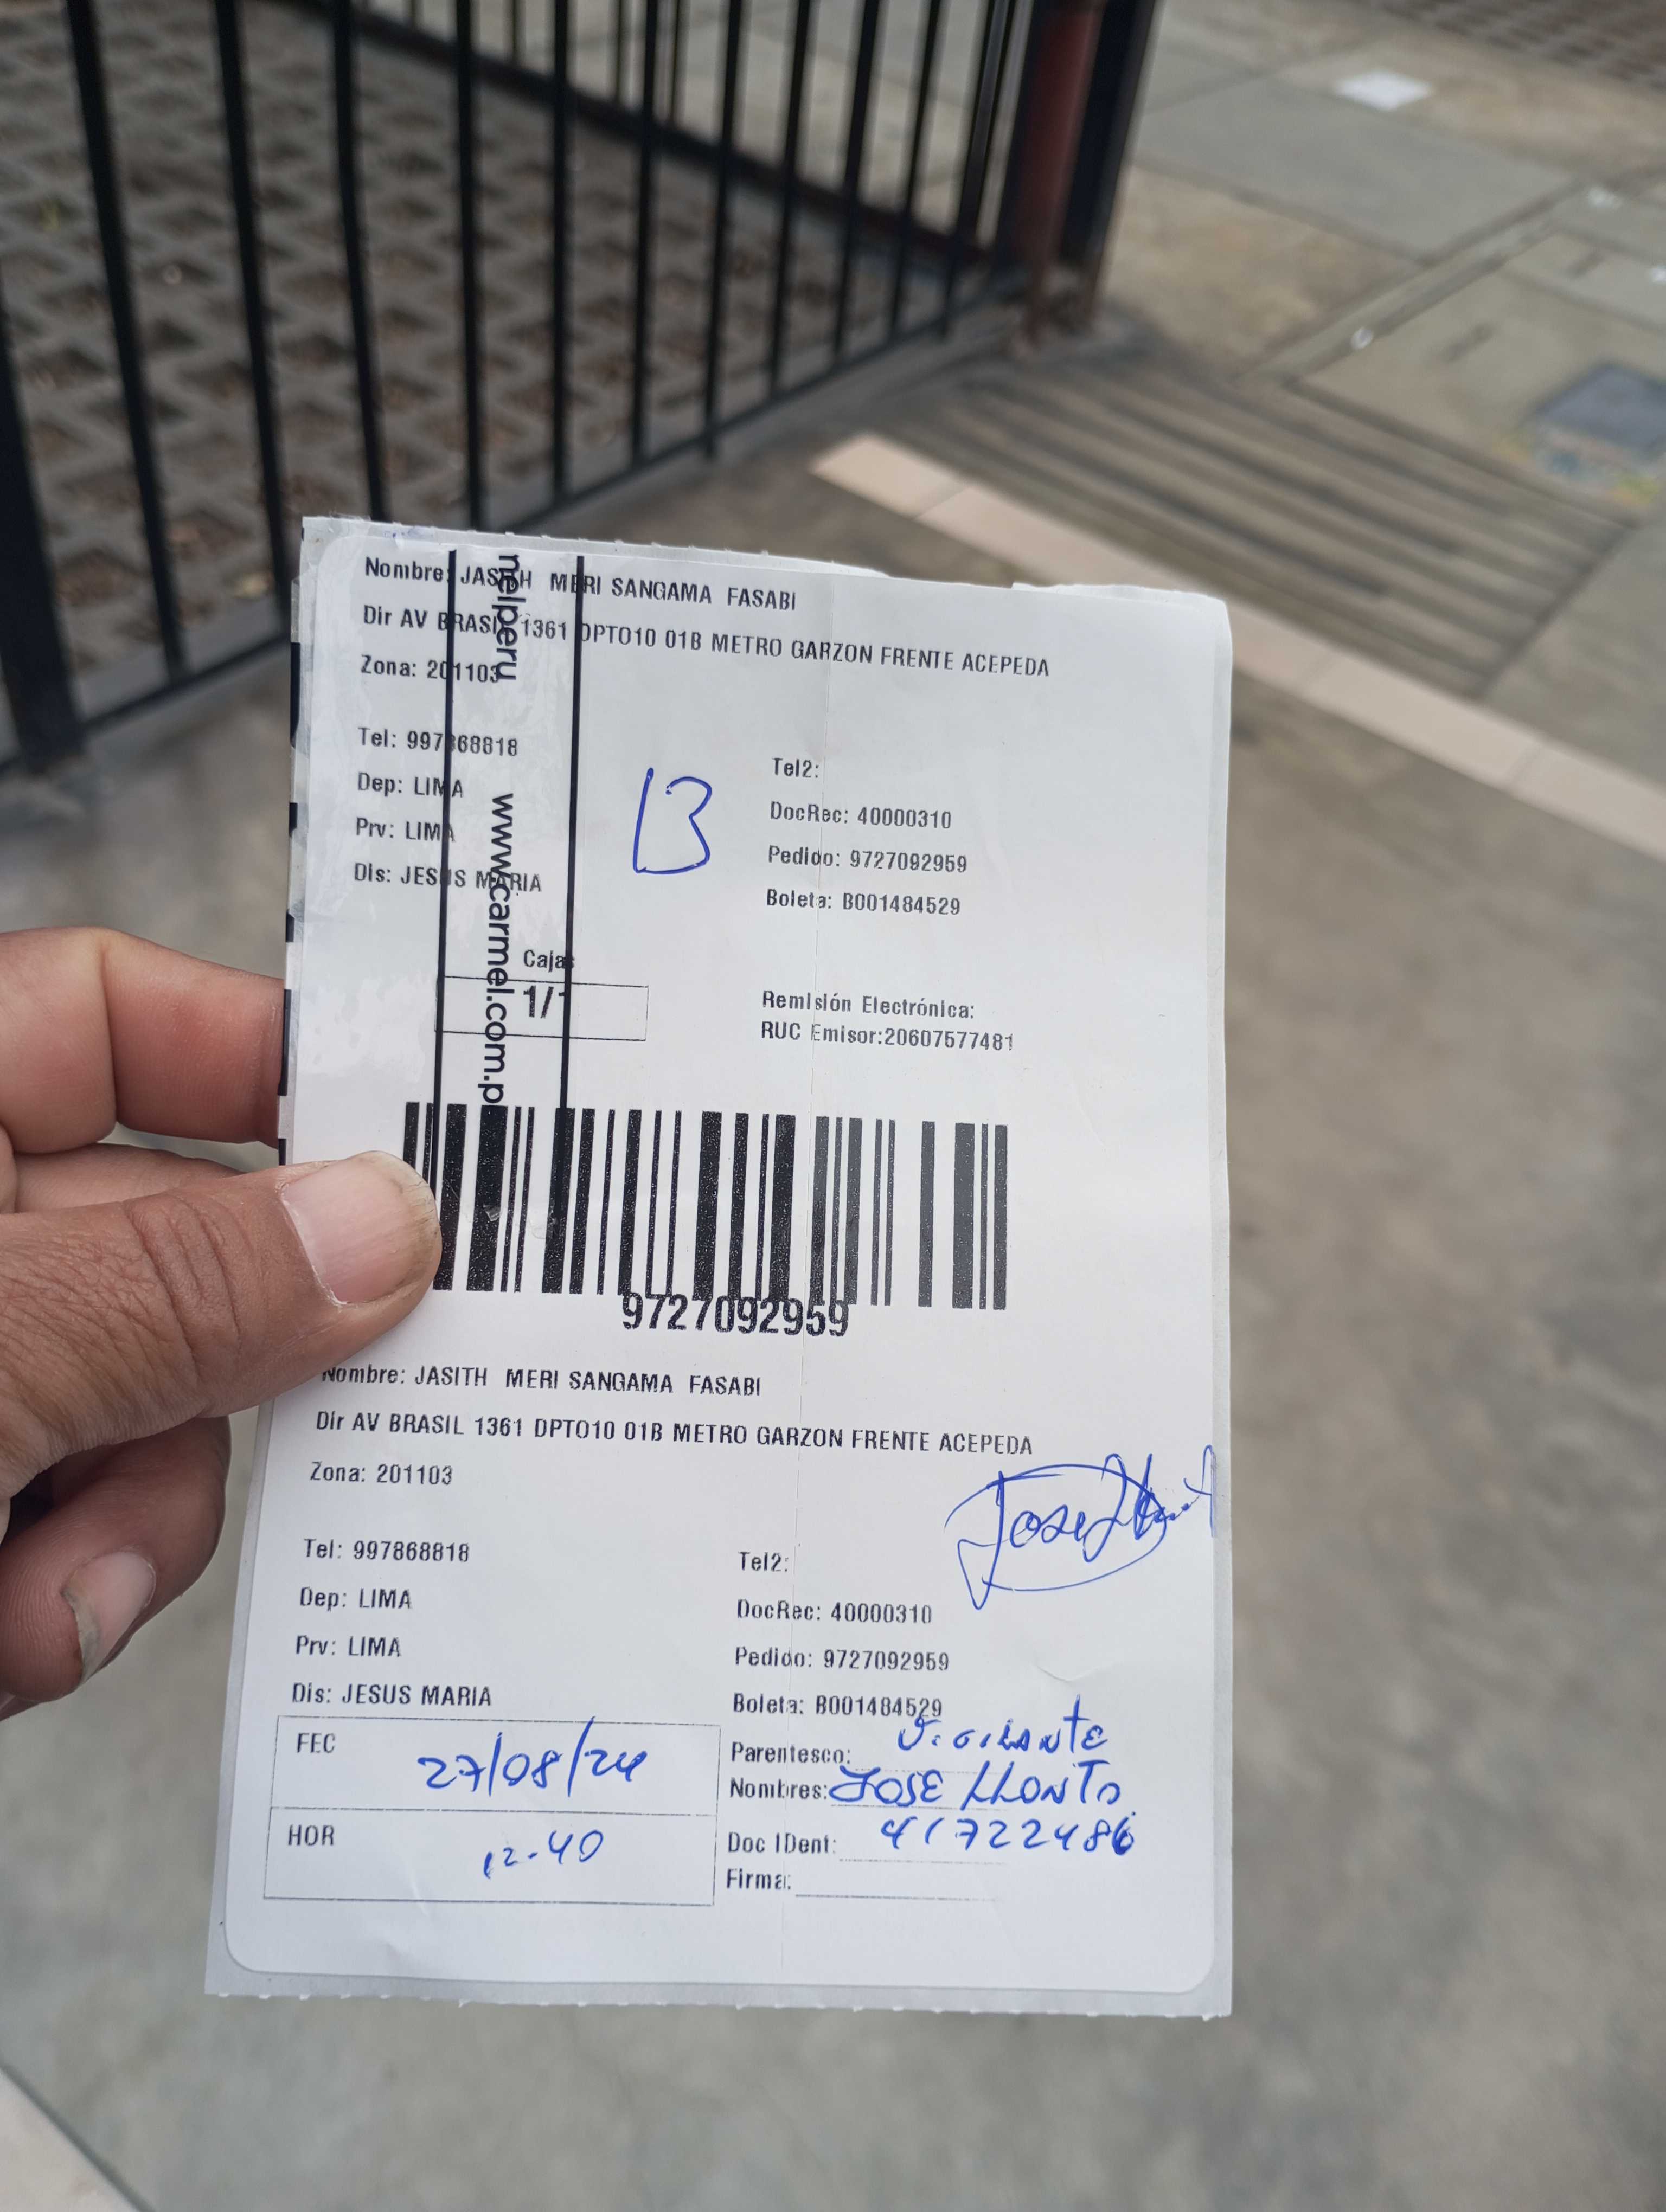 Nombre: JASITH MERI SANGAMA FASABI
Dir AV BRASIL 1361 DPTO10 01B METRO GARZON FRENTE ACEPEDA
Zona: 201103
Tel: 997868818
Tel2:
Dep: LIMA
DocRec: 40000310
Prv: LIMA
Pedido: 9727092959
Dis: JESUS MARIA
Boleta: B001484529
13
nelperu
www.carmel.com.p
Cajas
1/1
Remisión Electrónica:
RUC Emisor:20607577481
9727092959
Nombre: JASITH MERI SANGAMA FASABI
Dir AV BRASIL 1361 DPTO10 01B METRO GARZON FRENTE ACEPEDA
Zona: 201103
Jose
Tel: 997868818
Tel2:
Dep: LIMA
DocRec: 40000310
Prv: LIMA
Pedido: 9727092959
Dis: JESUS MARIA
Boleta: B001484529
FEC 27/08/24
Parentesco: VIGILANTE
Nombres: JOSE LLONTO
HOR 12-40
Doc IDent: 41722486
Firma: